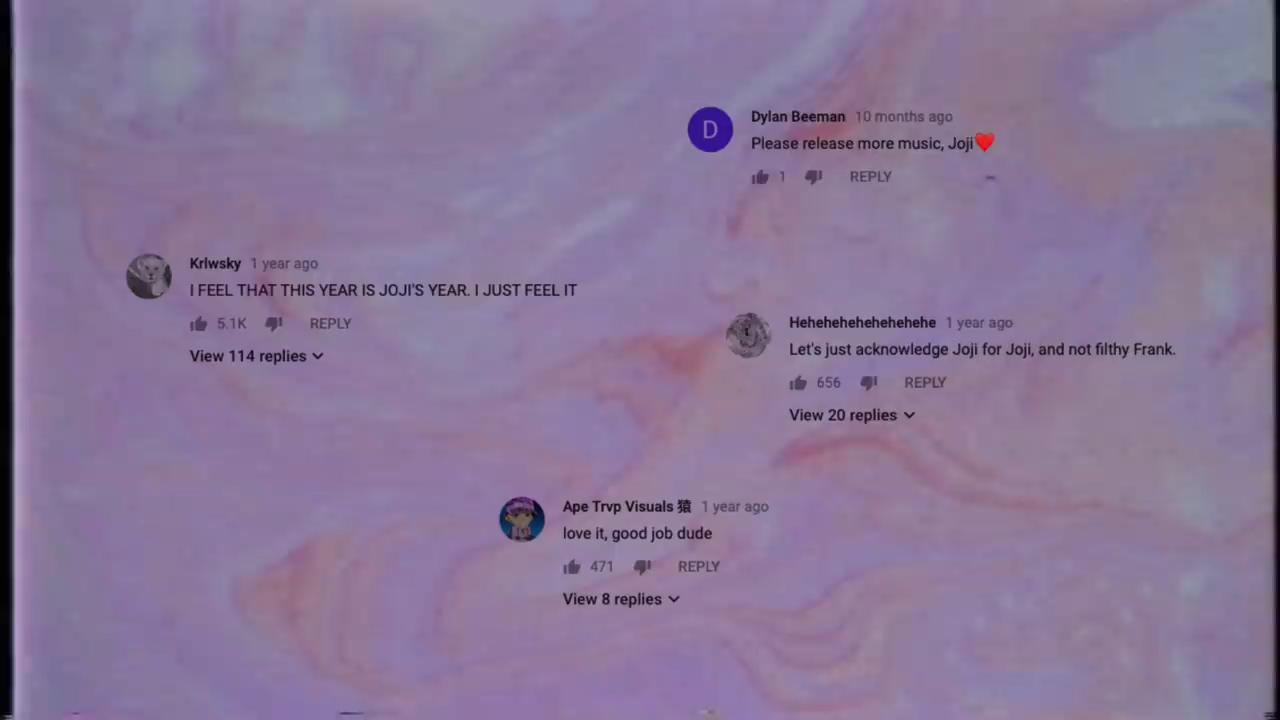 D
Dylan Beeman 10 months ago
Please release more music, Joji❤️
1 REPLY
Krlwsky 1 year ago
I FEEL THAT THIS YEAR IS JOJI'S YEAR. I JUST FEEL IT
5.1K REPLY
View 114 replies
Hehehehehehehehe 1 year ago
Let's just acknowledge Joji for Joji, and not filthy Frank.
656 REPLY
View 20 replies
Ape Trvp Visuals 猿 1 year ago
love it, good job dude
471 REPLY
View 8 replies